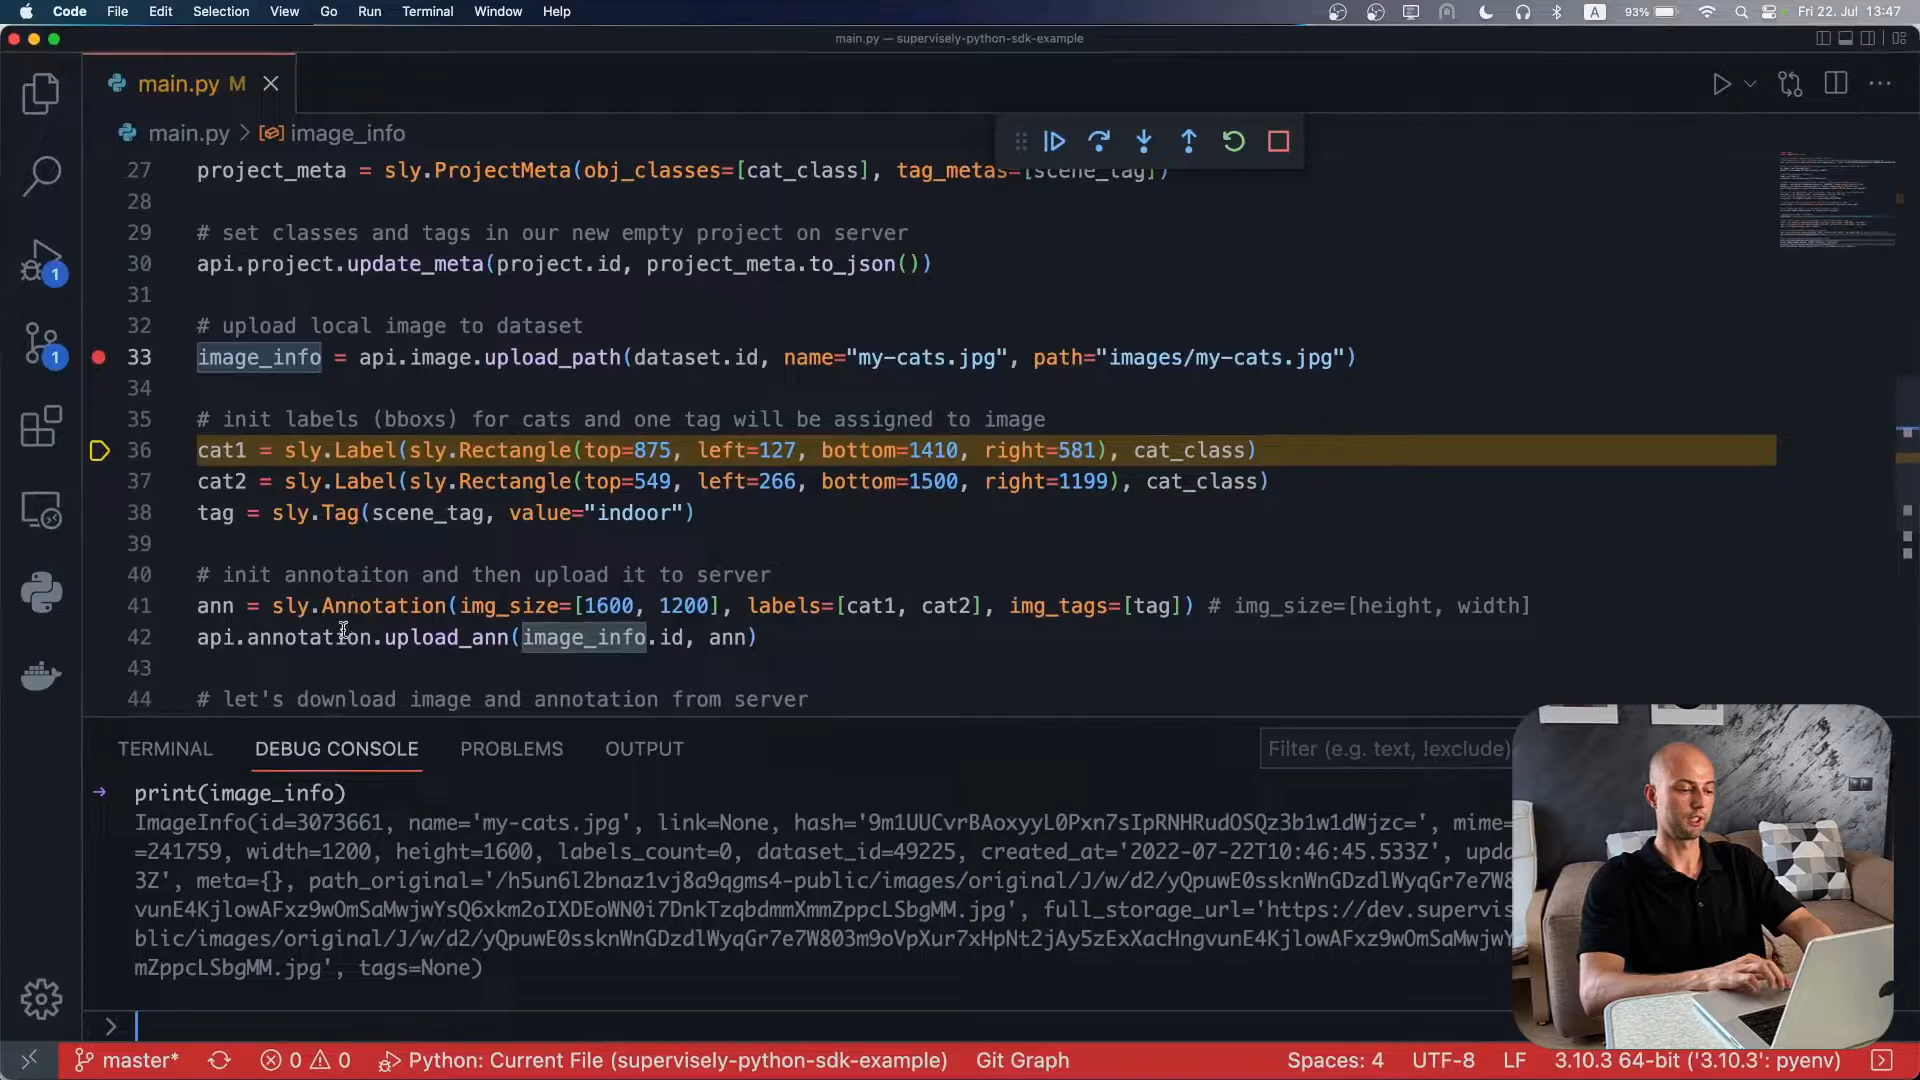 Code File Edit Selection View Go Run Terminal Window Help A 93% Fri 22. Jul 13:47
main.py — supervisely-python-sdk-example
main.py M
main.py > image_info
27 project_meta = sly.ProjectMeta(obj_classes=[cat_class], tag_metas=[scene_tag])
28
29 # set classes and tags in our new empty project on server
30 api.project.update_meta(project.id, project_meta.to_json())
31
32 # upload local image to dataset
33 image_info = api.image.upload_path(dataset.id, name="my-cats.jpg", path="images/my-cats.jpg")
34
35 # init labels (bboxs) for cats and one tag will be assigned to image
36 cat1 = sly.Label(sly.Rectangle(top=875, left=127, bottom=1410, right=581), cat_class)
37 cat2 = sly.Label(sly.Rectangle(top=549, left=266, bottom=1500, right=1199), cat_class)
38 tag = sly.Tag(scene_tag, value="indoor")
39
40 # init annotaiton and then upload it to server
41 ann = sly.Annotation(img_size=[1600, 1200], labels=[cat1, cat2], img_tags=[tag]) # img_size=[height, width]
42 api.annotation.upload_ann(image_info.id, ann)
43
44 # let's download image and annotation from server
1
1
TERMINAL DEBUG CONSOLE PROBLEMS OUTPUT Filter (e.g. text, !exclude)
print(image_info)
ImageInfo(id=3073661, name='my-cats.jpg', link=None, hash='9m1UUCvrBAoxyyL0Pxn7sIpRNHRudOSQz3b1w1dWjzc=', mime=
=241759, width=1200, height=1600, labels_count=0, dataset_id=49225, created_at='2022-07-22T10:46:45.533Z', upda
3Z', meta={}, path_original='/h5un6l2bnaz1vj8a9qgms4-public/images/original/J/w/d2/yQpuwE0ssknWnGDzdlWyqGr7e7W8
vunE4KjlowAFxz9wOmSaMwjwYsQ6xkm2oIXDEoWN0i7DnkTzqbdmmXmmZppcLSbgMM.jpg', full_storage_url='https://dev.supervis
blic/images/original/J/w/d2/yQpuwE0ssknWnGDzdlWyqGr7e7W803m9oVpXur7xHpNt2jAy5zExXacHngvunE4KjlowAFxz9wOmSaMwjwY
mZppcLSbgMM.jpg', tags=None)
>
master* 0 0 Python: Current File (supervisely-python-sdk-example) Git Graph Spaces: 4 UTF-8 LF 3.10.3 64-bit ('3.10.3': pyenv)